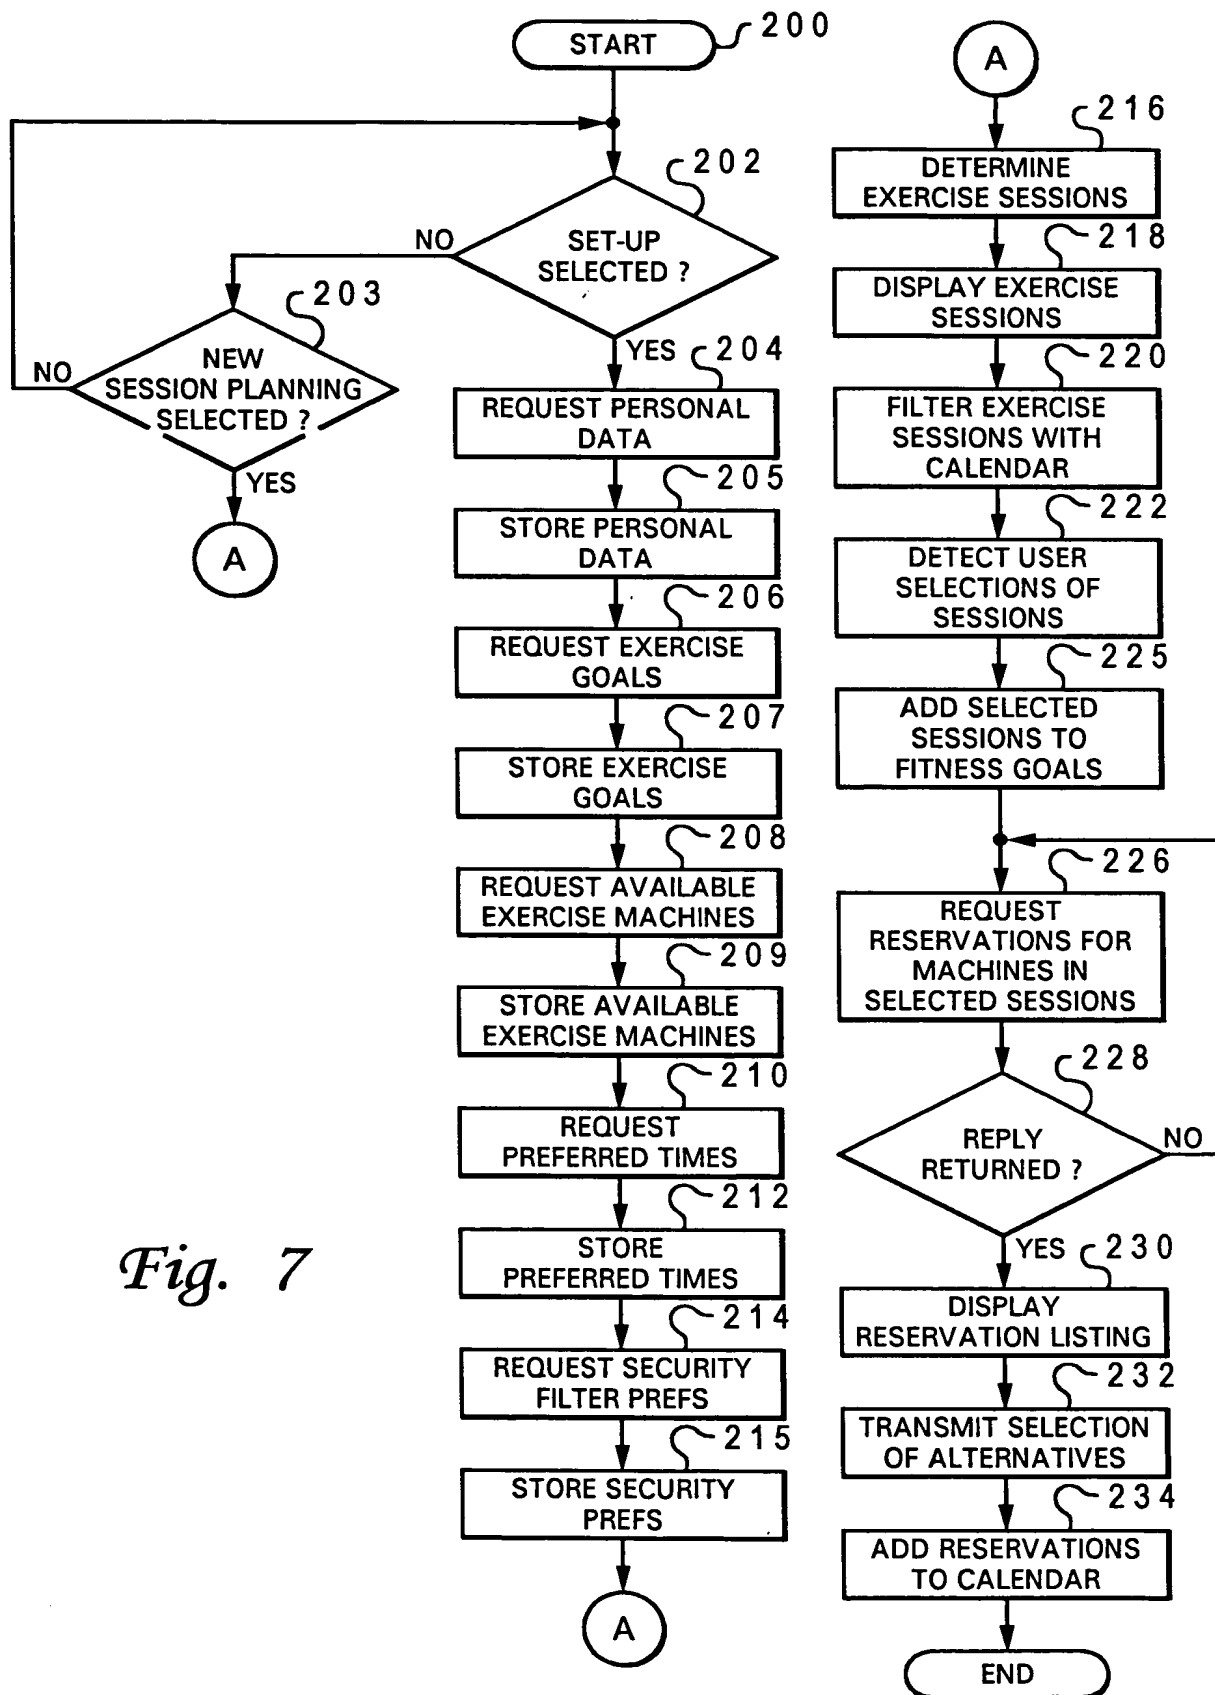 START
200
202
SET-UP
SELECTED ?
NO
YES
203
NEW
SESSION PLANNING
SELECTED ?
NO
YES
A
204
REQUEST PERSONAL
DATA
205
STORE PERSONAL
DATA
206
REQUEST EXERCISE
GOALS
207
STORE EXERCISE
GOALS
208
REQUEST AVAILABLE
EXERCISE MACHINES
209
STORE AVAILABLE
EXERCISE MACHINES
210
REQUEST
PREFERRED TIMES
212
STORE
PREFERRED TIMES
214
REQUEST SECURITY
FILTER PREFS
215
STORE SECURITY
PREFS
A
Fig. 7
A
216
DETERMINE
EXERCISE SESSIONS
218
DISPLAY EXERCISE
SESSIONS
220
FILTER EXERCISE
SESSIONS WITH
CALENDAR
222
DETECT USER
SELECTIONS OF
SESSIONS
225
ADD SELECTED
SESSIONS TO
FITNESS GOALS
226
REQUEST
RESERVATIONS FOR
MACHINES IN
SELECTED SESSIONS
228
REPLY
RETURNED ?
NO
YES
230
DISPLAY
RESERVATION LISTING
232
TRANSMIT SELECTION
OF ALTERNATIVES
234
ADD RESERVATIONS
TO CALENDAR
END